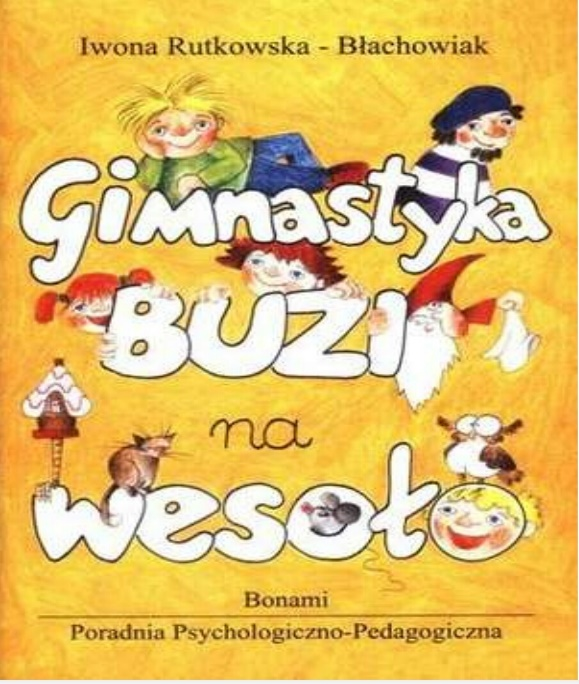 Iwona Rutkowska - Błachowiak
Gimnastyka
BUZI
na
wesoło
Bonami
Poradnia Psychologiczno-Pedagogiczna